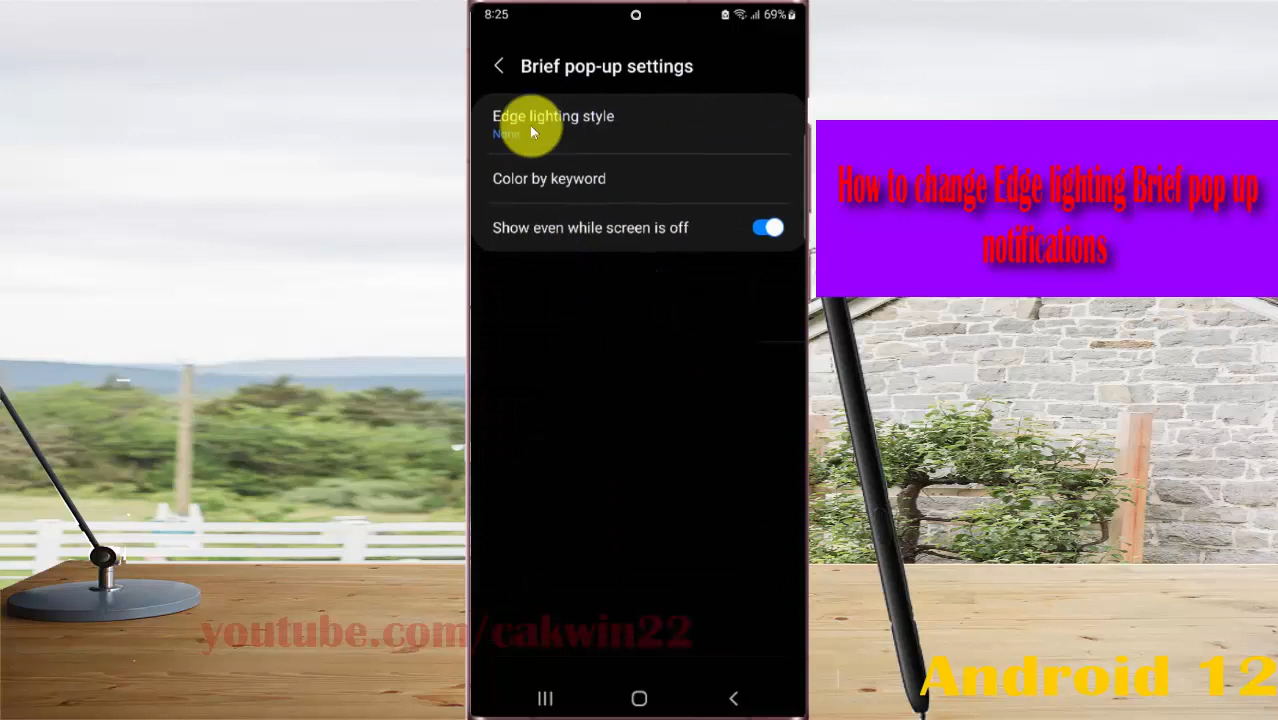 8:25
69%
Brief pop-up settings
Edge lighting style
None
Color by keyword
Show even while screen is off
How to change Edge lighting Brief pop up
notifications
youtube.com/cakwin22
Android 12